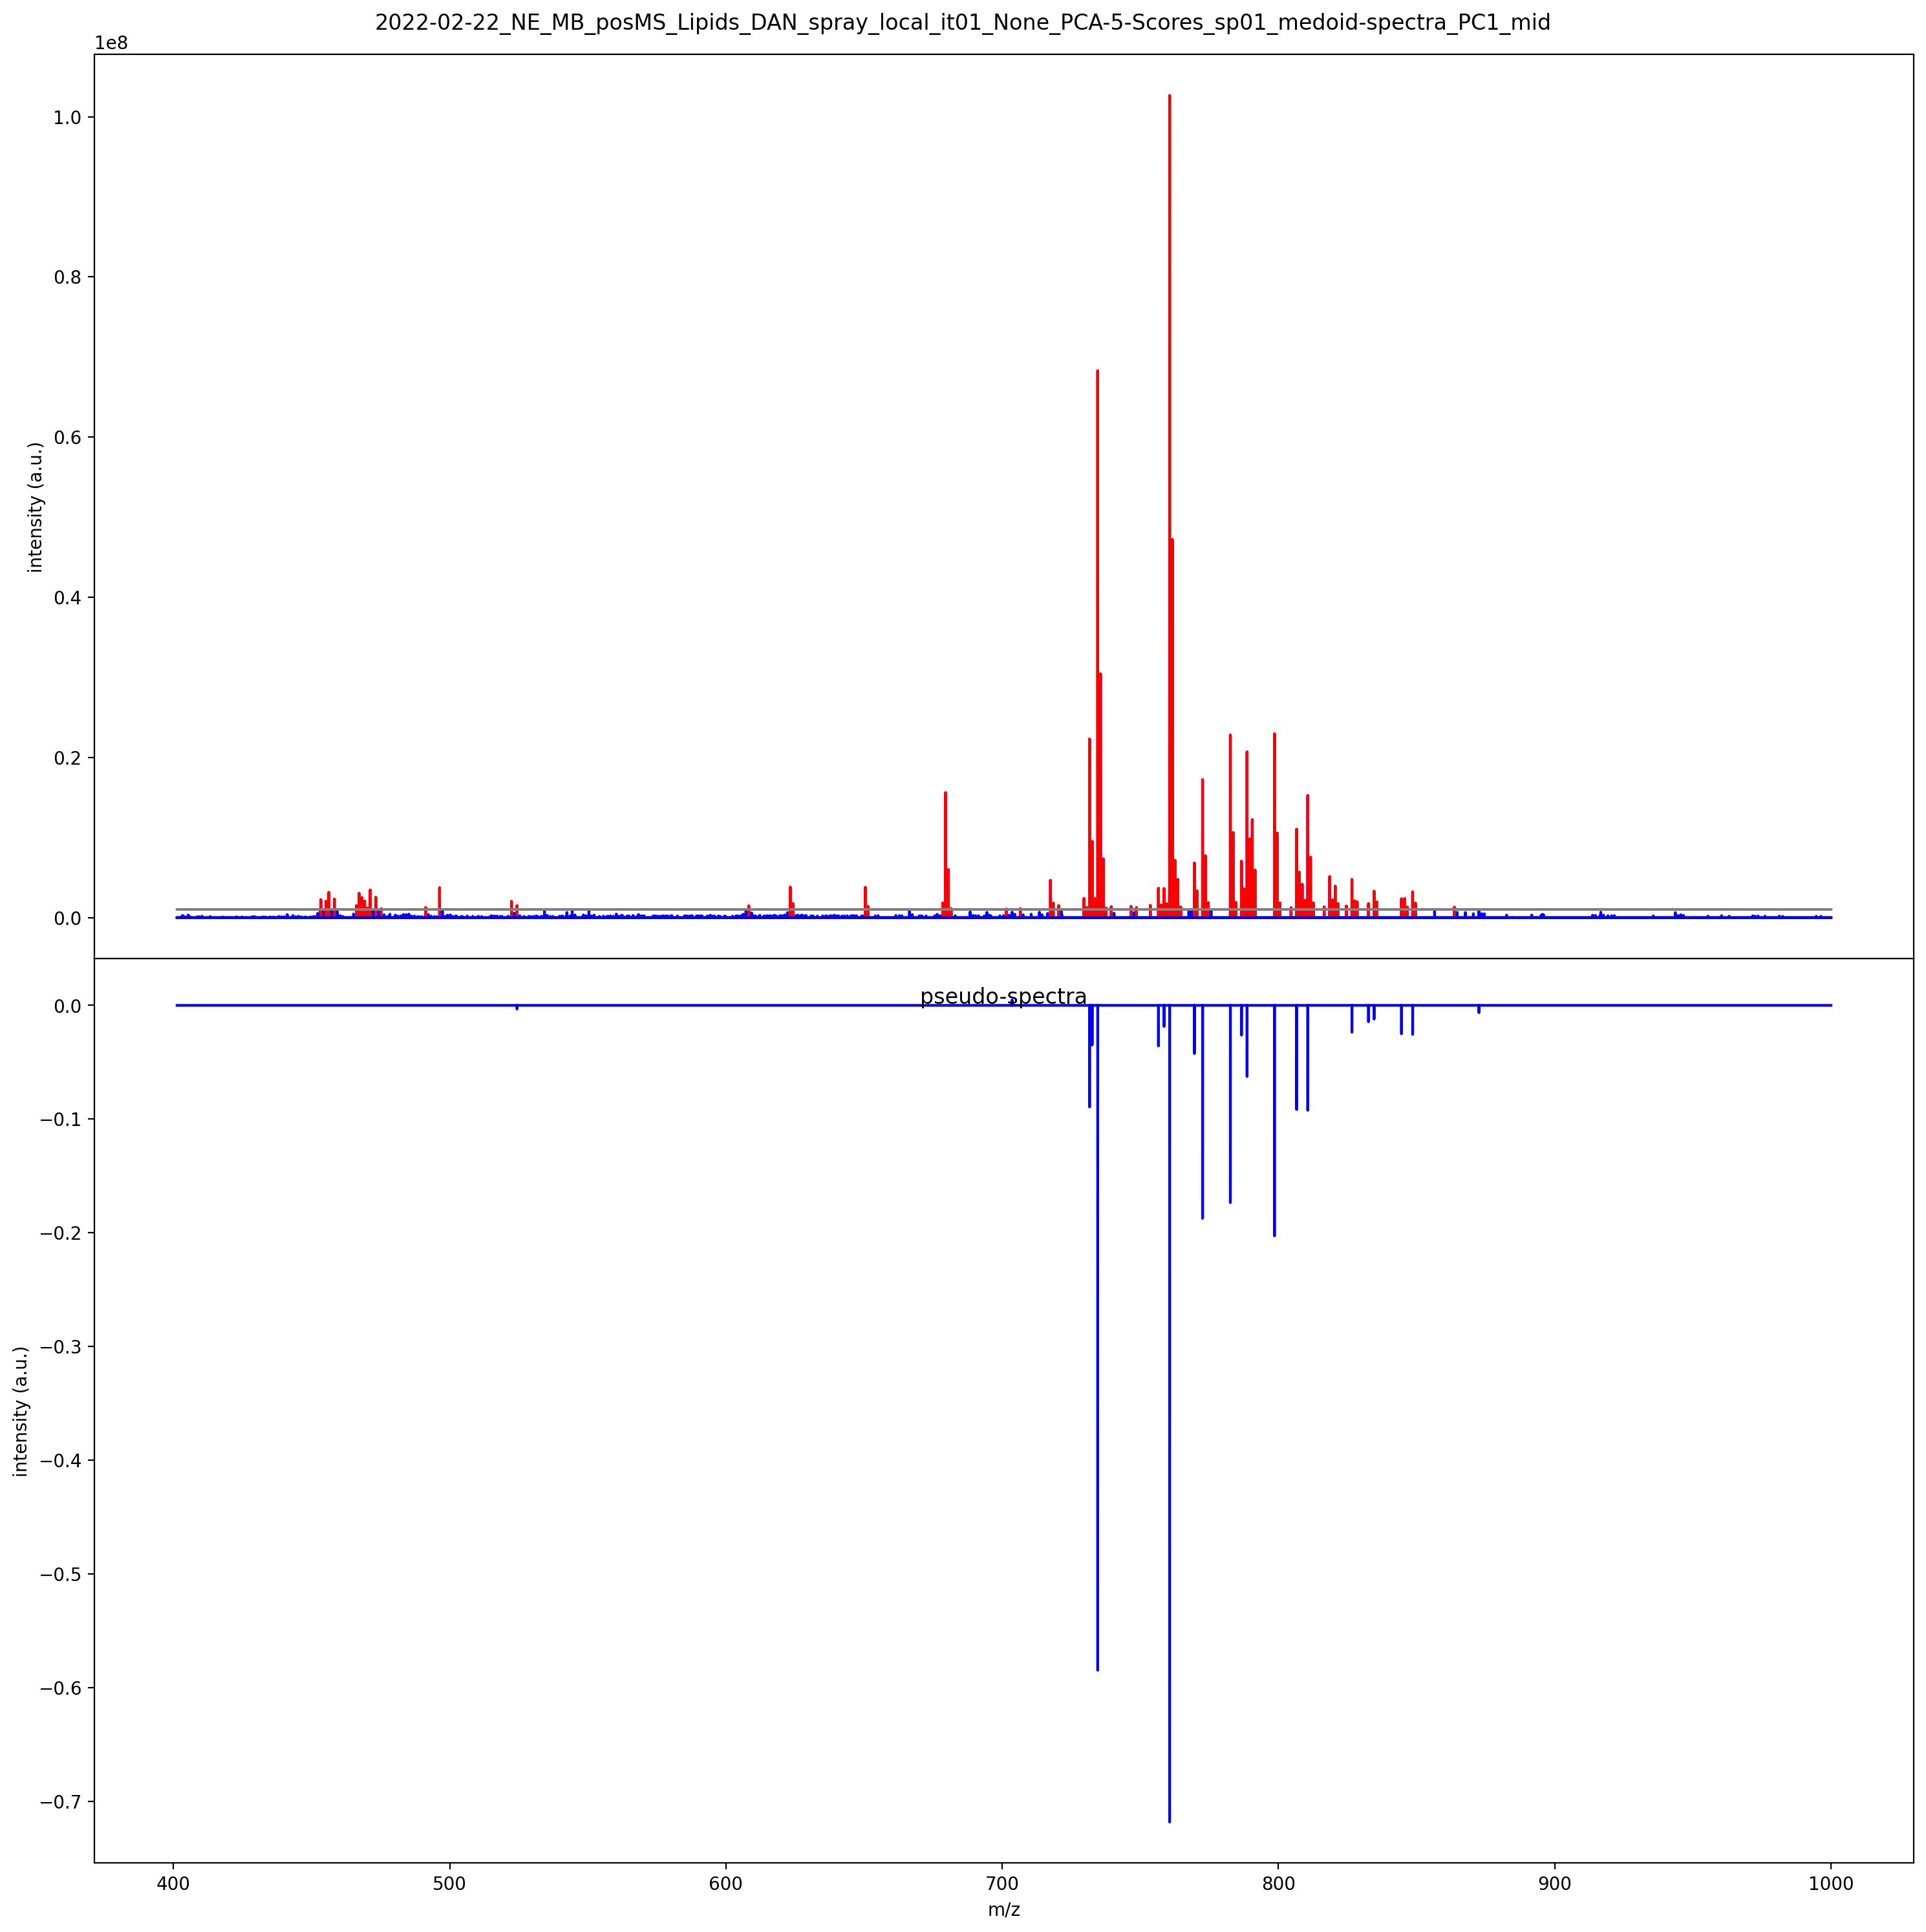 2022-02-22_NE_MB_posMS_Lipids_DAN_spray_local_it01_None_PCA-5-Scores_sp01_medoid-spectra_PC1_mid
1e8
1.0
0.8
0.6
0.4
0.2
0.0
intensity (a.u.)
pseudo-spectra
0.0
−0.1
−0.2
−0.3
−0.4
−0.5
−0.6
−0.7
intensity (a.u.)
400 500 600 700 800 900 1000
m/z